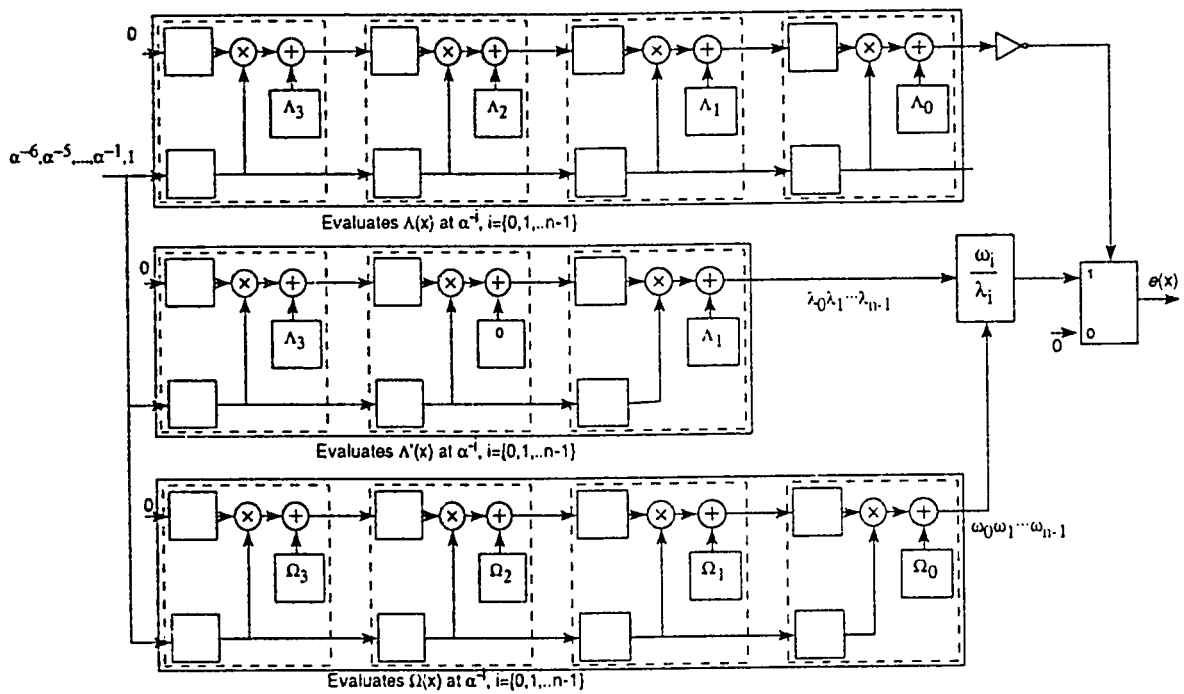 0
Λ3
Λ2
Λ1
Λ0
α⁻⁶,α⁻⁵,...,α⁻¹,1
Evaluates Λ(x) at α⁻ⁱ, i={0,1,..n-1}
0
Λ3
0
Λ1
λ0λ1···λn-1
ωi
λi
1
0
0
e(x)
Evaluates Λ'(x) at α⁻ⁱ, i={0,1,..n-1}
0
Ω3
Ω2
Ω1
Ω0
ω0ω1···ωn-1
Evaluates Ω(x) at α⁻ⁱ, i={0,1,..n-1}